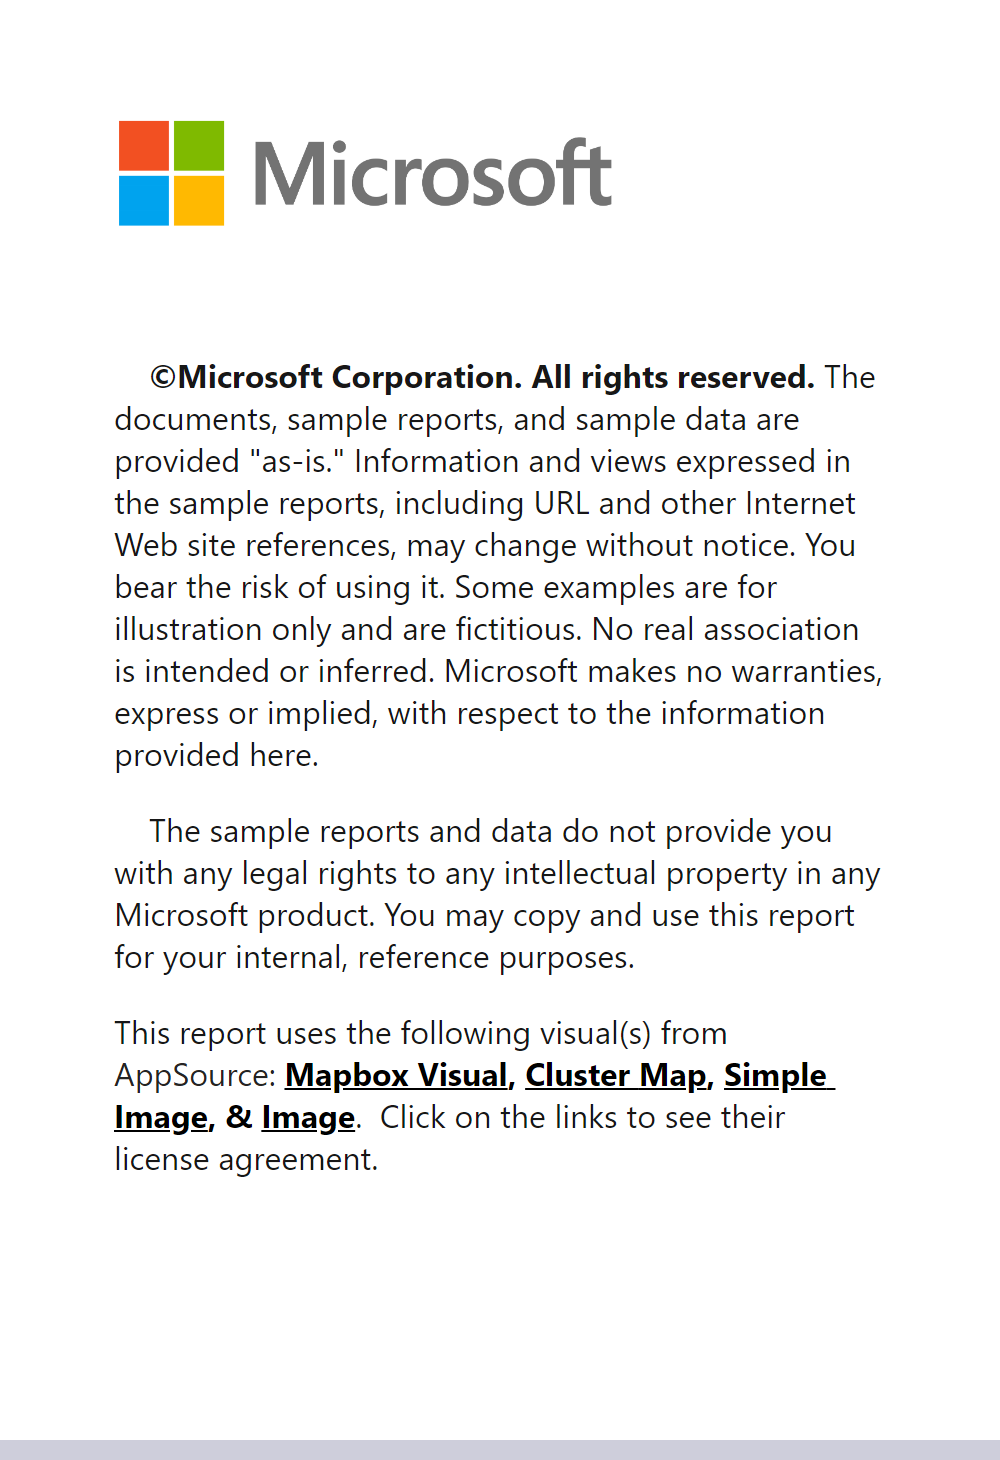 Microsoft
©Microsoft Corporation. All rights reserved. The
documents, sample reports, and sample data are
provided "as-is." Information and views expressed in
the sample reports, including URL and other Internet
Web site references, may change without notice. You
bear the risk of using it. Some examples are for
illustration only and are fictitious. No real association
is intended or inferred. Microsoft makes no warranties,
express or implied, with respect to the information
provided here.
The sample reports and data do not provide you
with any legal rights to any intellectual property in any
Microsoft product. You may copy and use this report
for your internal, reference purposes.
This report uses the following visual(s) from
AppSource: Mapbox Visual, Cluster Map, Simple
Image, & Image.  Click on the links to see their
license agreement.